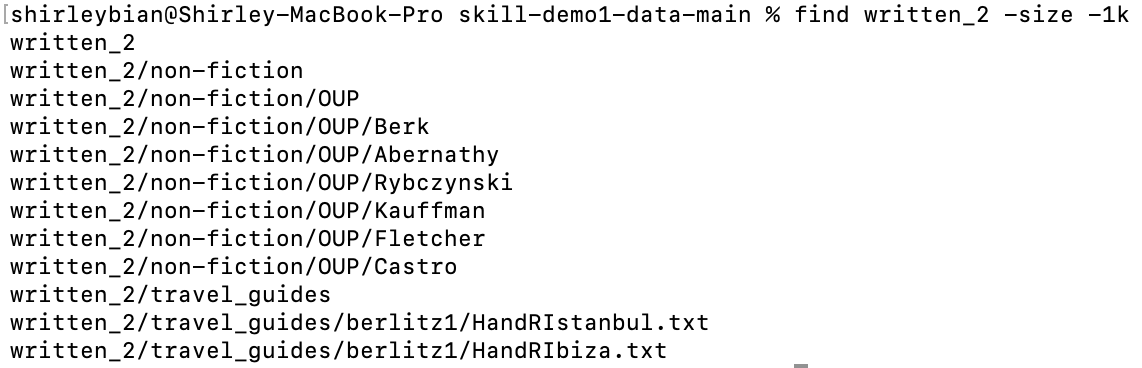 [shirleybian@Shirley-MacBook-Pro skill-demo1-data-main % find written_2 -size -1k
written_2
written_2/non-fiction
written_2/non-fiction/OUP
written_2/non-fiction/OUP/Berk
written_2/non-fiction/OUP/Abernathy
written_2/non-fiction/OUP/Rybczynski
written_2/non-fiction/OUP/Kauffman
written_2/non-fiction/OUP/Fletcher
written_2/non-fiction/OUP/Castro
written_2/travel_guides
written_2/travel_guides/berlitz1/HandRIstanbul.txt
written_2/travel_guides/berlitz1/HandRIbiza.txt